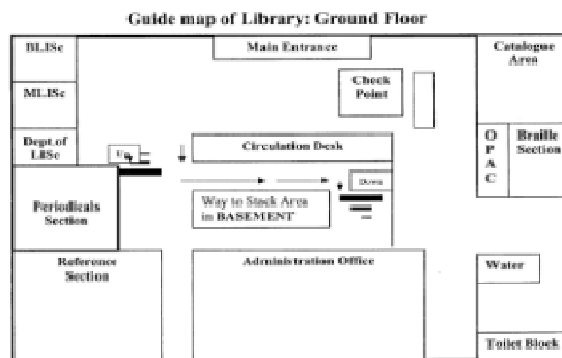 Guide map of Library: Ground Floor
BLISc
Main Entrance
Catalogue
Area
MLISc
Check
Point
Dept.of
LISc
Up
Circulation Desk
O
P
A
C
Braille
Section
Down
Periodicals
Section
Way to Stack Area
in BASEMENT
Reference
Section
Administration Office
Water
Toilet Block